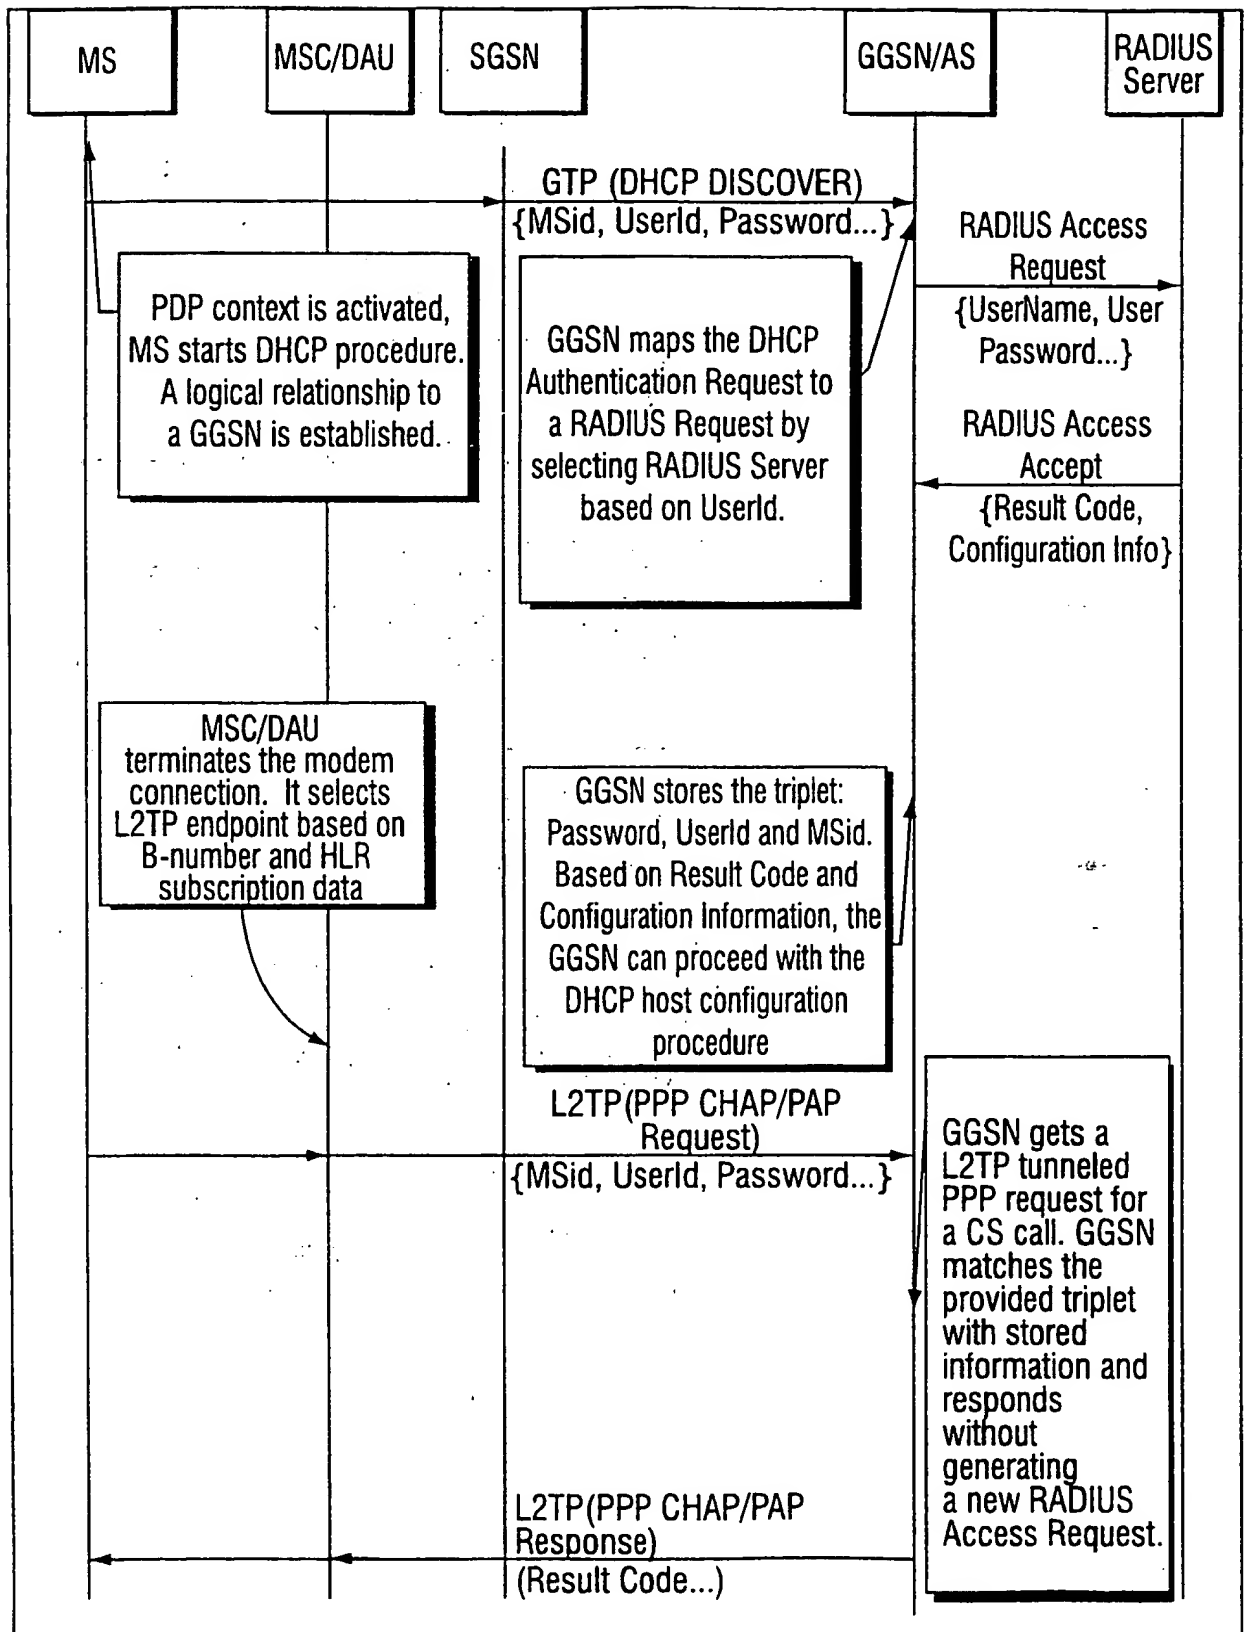 MS
MSC/DAU
SGSN
GGSN/AS
RADIUS
Server
GTP (DHCP DISCOVER)
{MSid, UserId, Password...}
RADIUS Access
Request
{UserName, User
Password...}
PDP context is activated,
MS starts DHCP procedure.
A logical relationship to
a GGSN is established.
GGSN maps the DHCP
Authentication Request to
a RADIUS Request by
selecting RADIUS Server
based on UserId.
RADIUS Access
Accept
{Result Code,
Configuration Info}
MSC/DAU
terminates the modem
connection. It selects
L2TP endpoint based on
B-number and HLR
subscription data
GGSN stores the triplet:
Password, UserId and MSid.
Based on Result Code and
Configuration Information, the
GGSN can proceed with the
DHCP host configuration
procedure
L2TP(PPP CHAP/PAP
Request)
{MSid, UserId, Password...}
GGSN gets a
L2TP tunneled
PPP request for
a CS call. GGSN
matches the
provided triplet
with stored
information and
responds
without
generating
a new RADIUS
Access Request.
L2TP(PPP CHAP/PAP
Response)
(Result Code...)